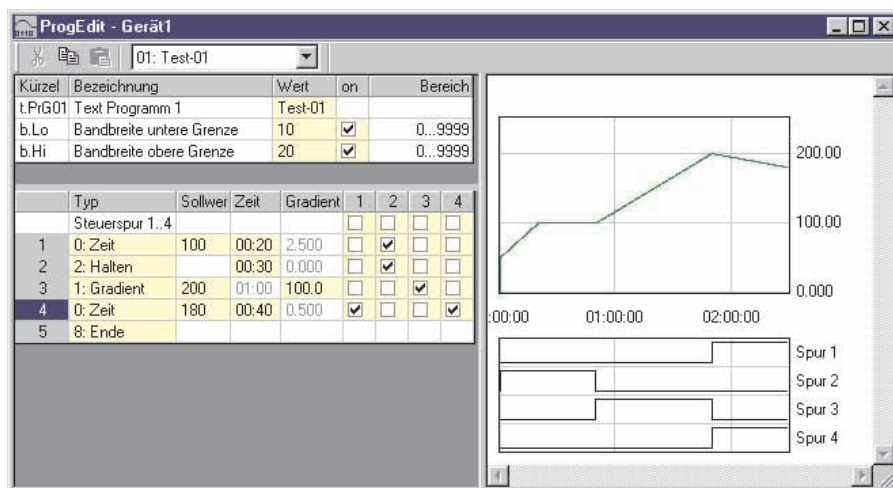 ProgEdit - Gerät1
01: Test-01
Kürzel Bezeichnung Wert on Bereich
t.PrG01 Text Programm 1 Test-01
b.Lo Bandbreite untere Grenze 10 0...9999
b.Hi Bandbreite obere Grenze 20 0...9999
Typ Sollwer Zeit Gradient 1 2 3 4
Steuerspur 1..4
1 0: Zeit 100 00:20 2.500
2 2: Halten 00:30 0.000
3 1: Gradient 200 01:00 100.0
4 0: Zeit 180 00:40 0.500
5 8: Ende
200.00
100.00
0.000
:00:00 01:00:00 02:00:00
Spur 1
Spur 2
Spur 3
Spur 4